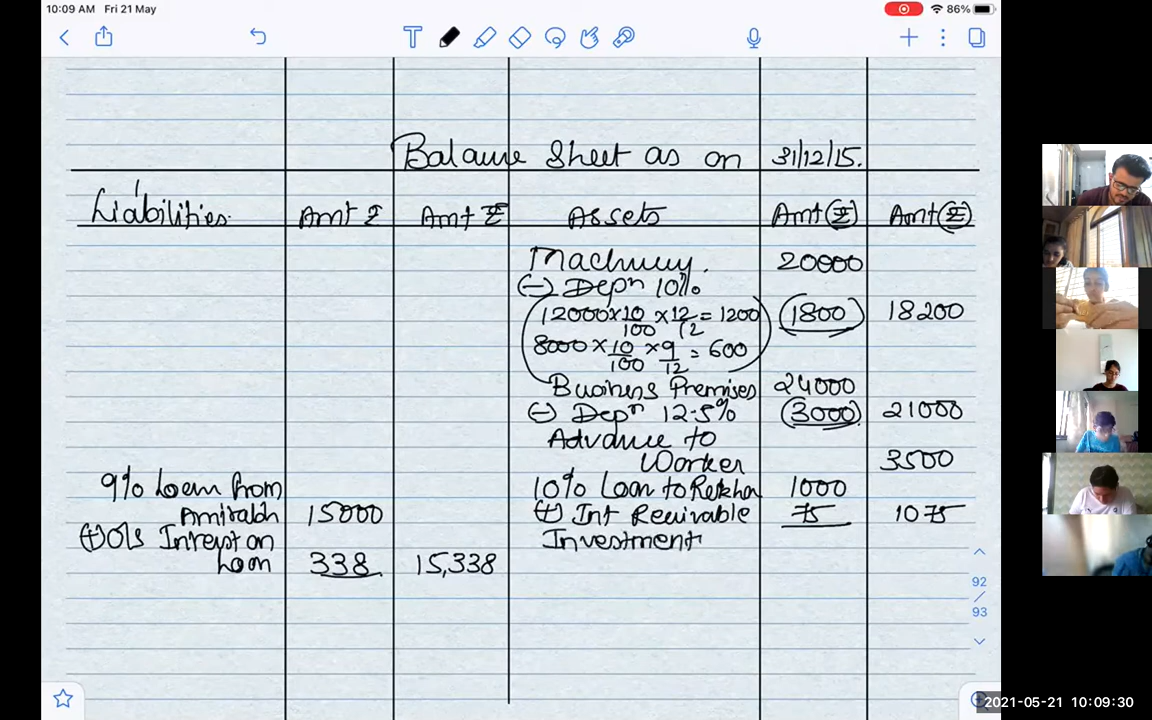 10:09 AM Fri 21 May
86%
Balance Sheet as on 31/12/15.
Liabilities. Amt ₹ Amt ₹ Assets Amt (₹) Amt (₹)
Machinery. 20000
(-) Depn 10%
12000 × 10/100 × 12/12 = 1200 (1800) 18200
8000 × 10/100 × 9/12 = 600
Business Premises 24000
(-) Depn 12.5% (3000) 21000
Advance to
Worker 3500
9% Loan from 10% Loan to Rekha 1000
Amitabh 15000 (+) Int Receivable 75 1075
(+) O/s Interest on Investment
Loan 338 15,338
92
/
93
2021-05-21 10:09:30